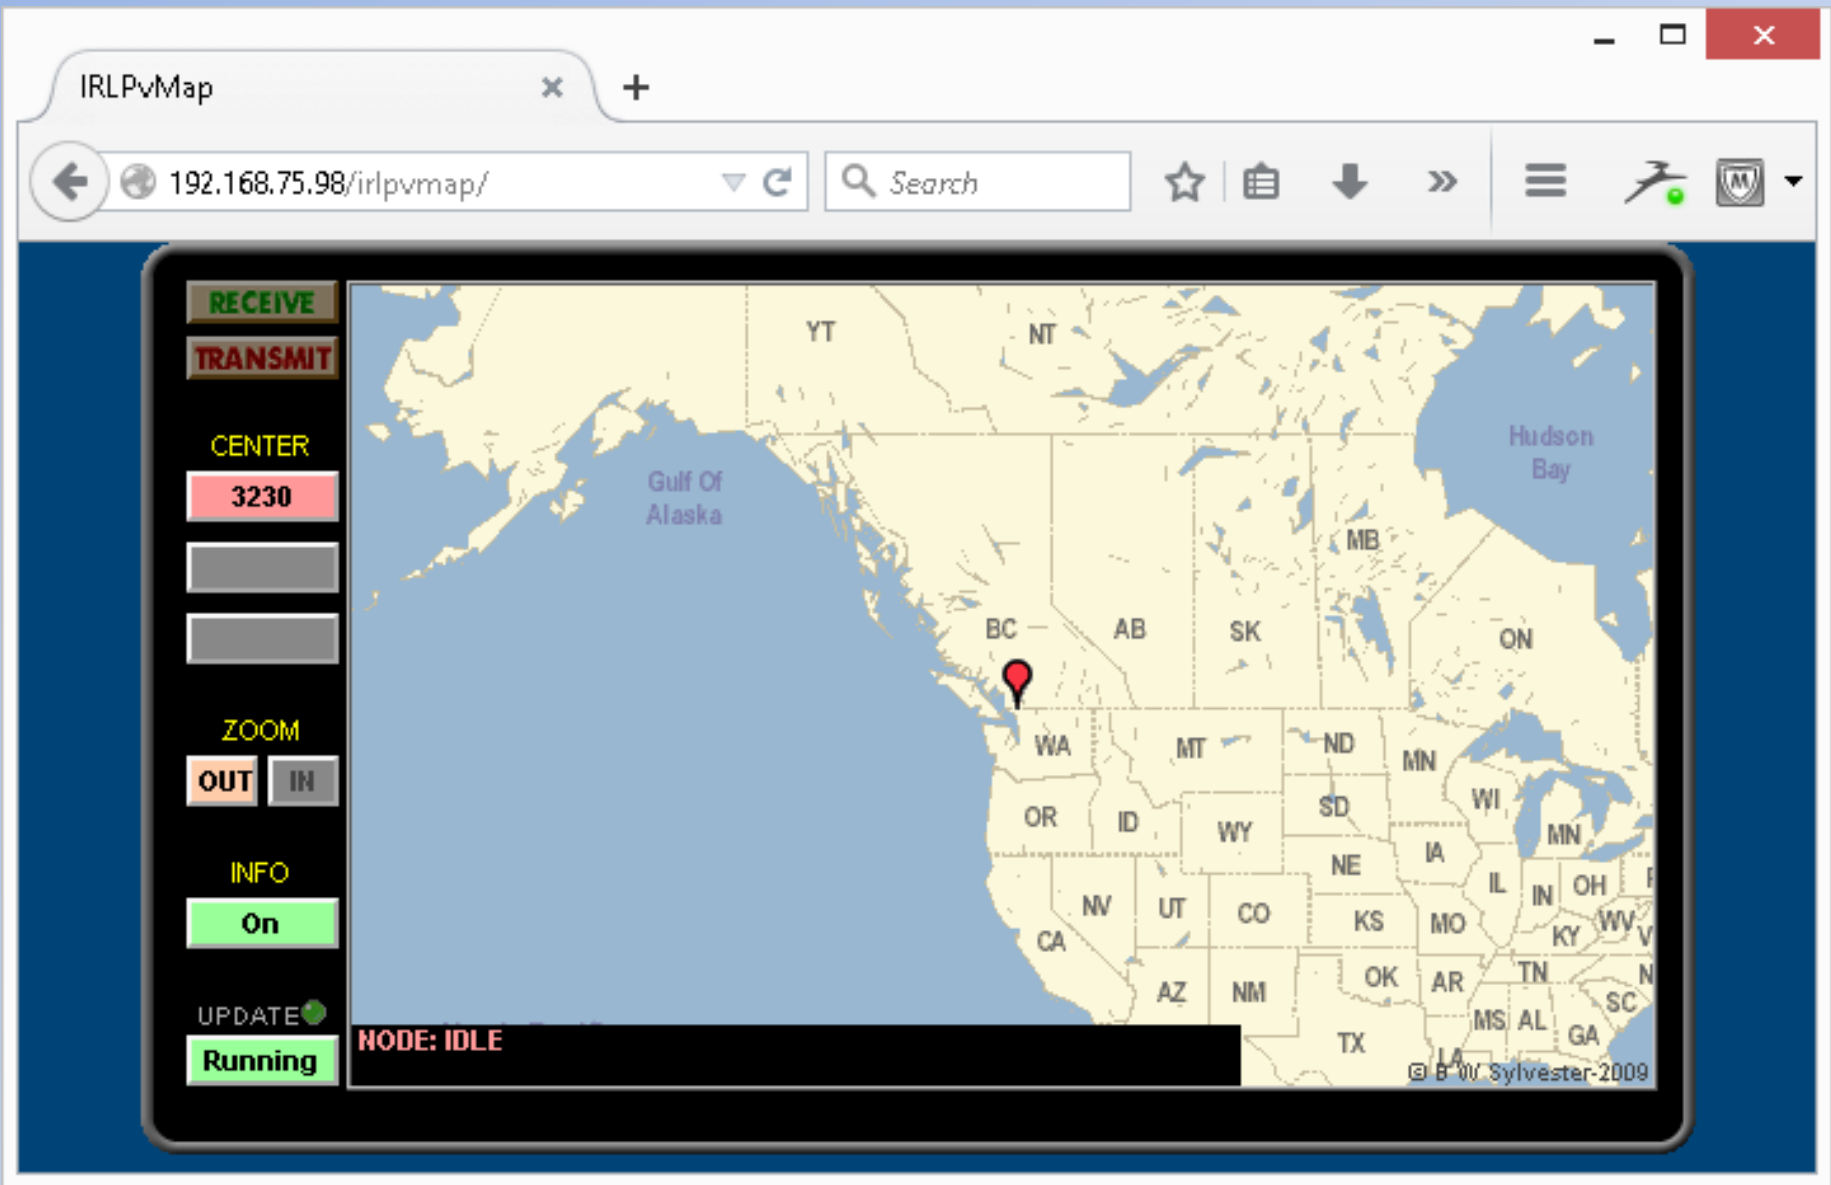 IRLPvMap
192.168.75.98/irlpvmap/
Search
RECEIVE
TRANSMIT
CENTER
3230
ZOOM
OUT IN
INFO
On
UPDATE
Running
YT
NT
Hudson
Bay
Gulf Of
Alaska
MB
BC
AB
SK
ON
WA
MT
ND
MN
OR
ID
WY
SD
WI
MN
NE
IA
IL
IN
OH
NV
UT
CO
KS
MO
KY
WV
V
CA
AZ
NM
OK
AR
TN
N
SC
MS
AL
GA
TX
LA
NODE: IDLE
© B W Sylvester-2009